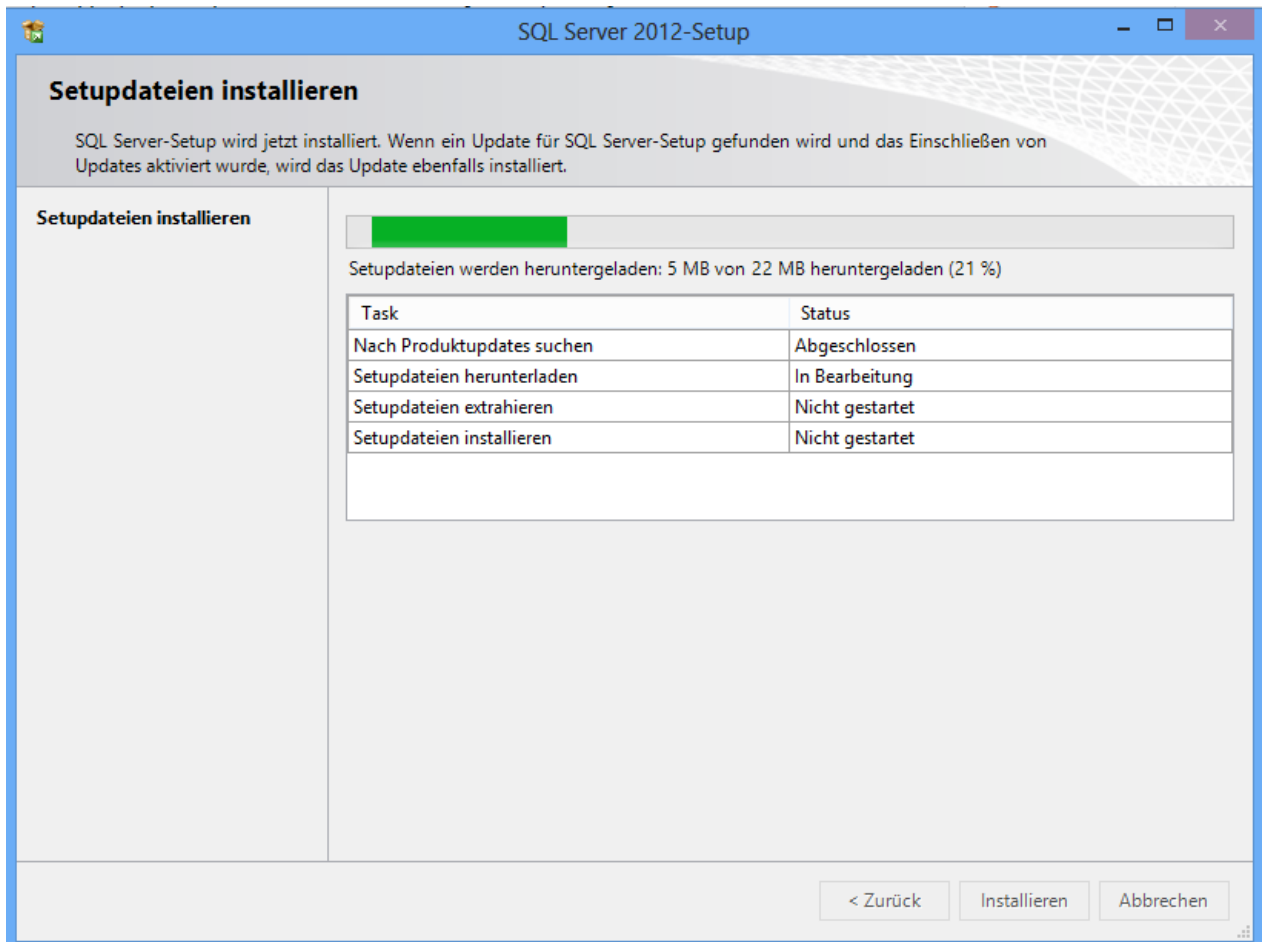 SQL Server 2012-Setup
Setupdateien installieren
SQL Server-Setup wird jetzt installiert. Wenn ein Update für SQL Server-Setup gefunden wird und das Einschließen von
Updates aktiviert wurde, wird das Update ebenfalls installiert.
Setupdateien installieren
Setupdateien werden heruntergeladen: 5 MB von 22 MB heruntergeladen (21 %)
Task Status
Nach Produktupdates suchen Abgeschlossen
Setupdateien herunterladen In Bearbeitung
Setupdateien extrahieren Nicht gestartet
Setupdateien installieren Nicht gestartet
< Zurück Installieren Abbrechen